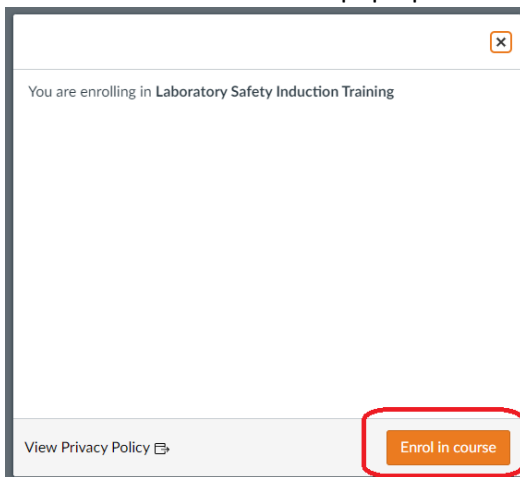 You are enrolling in Laboratory Safety Induction Training
View Privacy Policy
Enrol in course